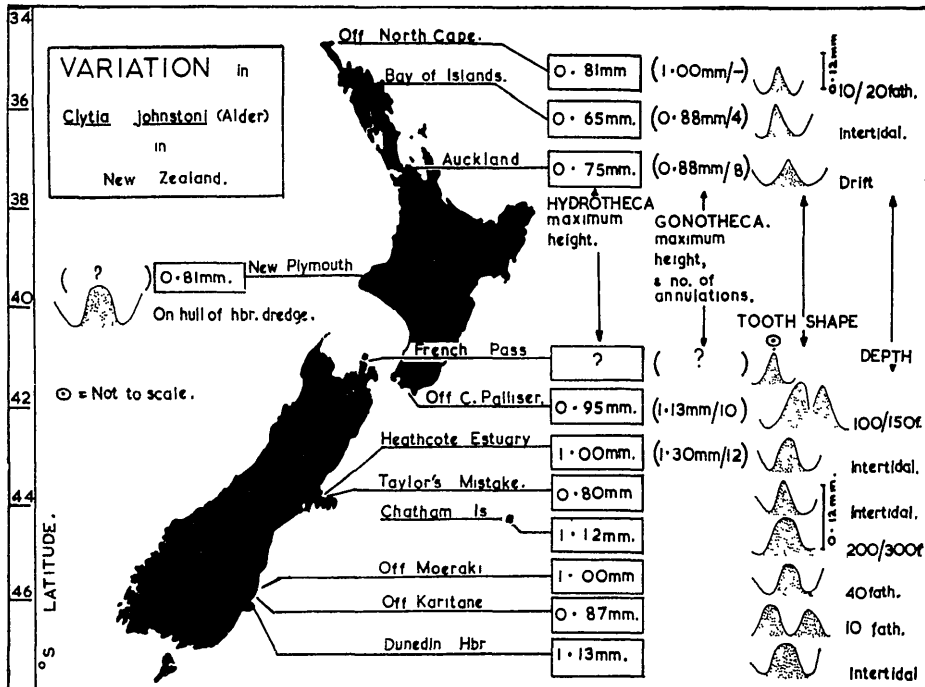 34
36
38
40
42
44
46
°S LATITUDE.
VARIATION in
Clytia johnstoni (Alder)
in
New Zealand.
Off North Cape. 0·81mm (1·00mm/-) 0·12mm 10/20fath.
Bay of Islands. 0·65mm. (0·88mm/4) Intertidal.
Auckland 0·75mm. (0·88mm/8) Drift
HYDROTHECA
maximum
height.
GONOTHECA.
maximum
height,
& no. of
annulations.
TOOTH SHAPE
DEPTH
( ? ) 0·81mm. New Plymouth
On hull of hbr. dredge.
⊙ = Not to scale.
French Pass ? ( ? ) ⊙
Off C. Palliser. 0·95mm. (1·13mm/10) 100/150f.
Heathcote Estuary 1·00mm. (1·30mm/12) Intertidal.
Taylor's Mistake. 0·80mm 0·12mm. Intertidal.
Chatham Is 1·12mm. 200/300f
Off Moeraki 1·00mm 40fath.
Off Karitane 0·87mm 10 fath.
Dunedin Hbr 1·13mm. Intertidal